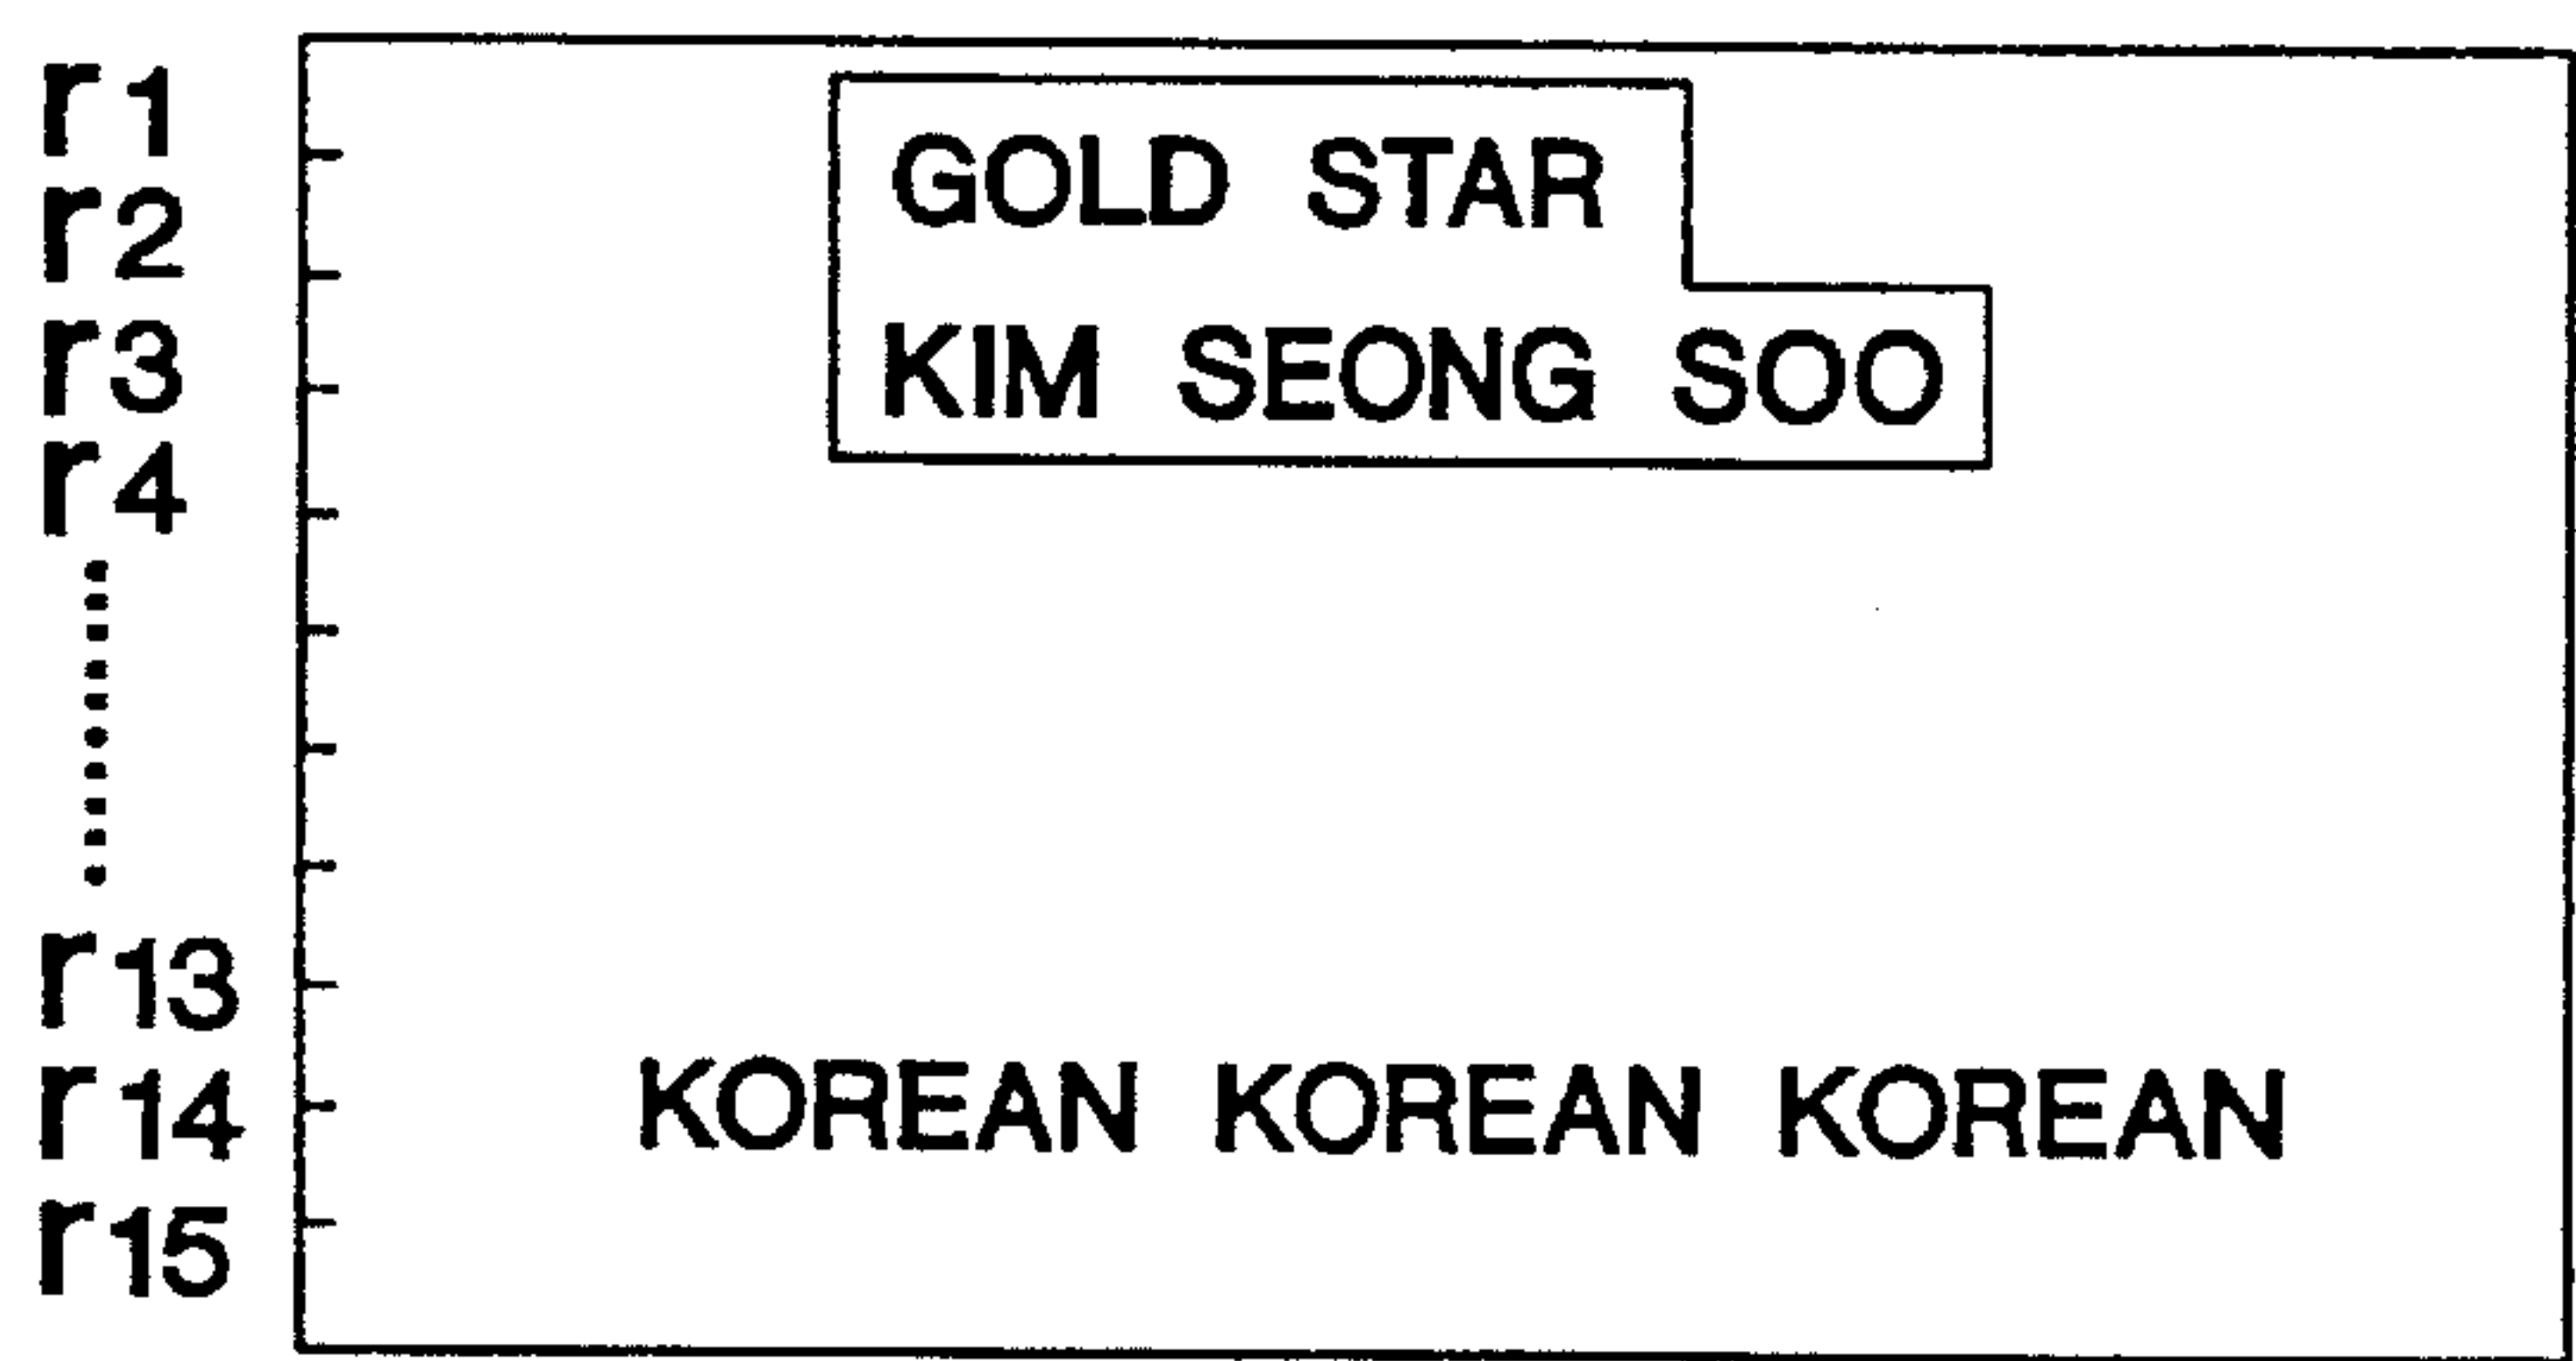 r1
r2
GOLD STAR
r3
KIM SEONG SOO
r4
r13
r14
KOREAN KOREAN KOREAN
r15